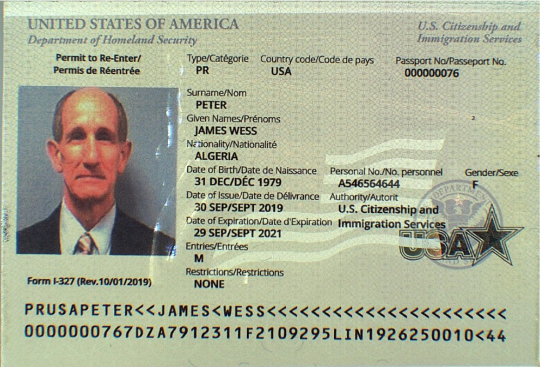 UNITED STATES OF AMERICA
Department of Homeland Security
U.S. Citizenship and
Immigration Services
Permit to Re-Enter/
Permis de Réentrée
Type/Catégorie Country code/Code de pays Passport No/Passeport No.
PR USA 000000076
Surname/Nom
PETER
Given Names/Prénoms
JAMES WESS
Nationality/Nationalité
ALGERIA
Date of Birth/Date de Naissance Personal No./No. personnel Gender/Sexe
31 DEC/DÉC 1979 A546564644 F
Date of Issue/Date de Délivrance Authority/Autorit
30 SEP/SEPT 2019 U.S. Citizenship and
Date of Expiration/Date d'Expiration Immigration Services
29 SEP/SEPT 2021
Entries/Entrées
M
Restrictions/Restrictions
NONE
USA
Form I-327 (Rev.10/01/2019)
PRUSAPETER<<JAMES<WESS<<<<<<<<<<<<<<<<<<<<<<
0000000767DZA7912311F2109295LIN1926250010<44